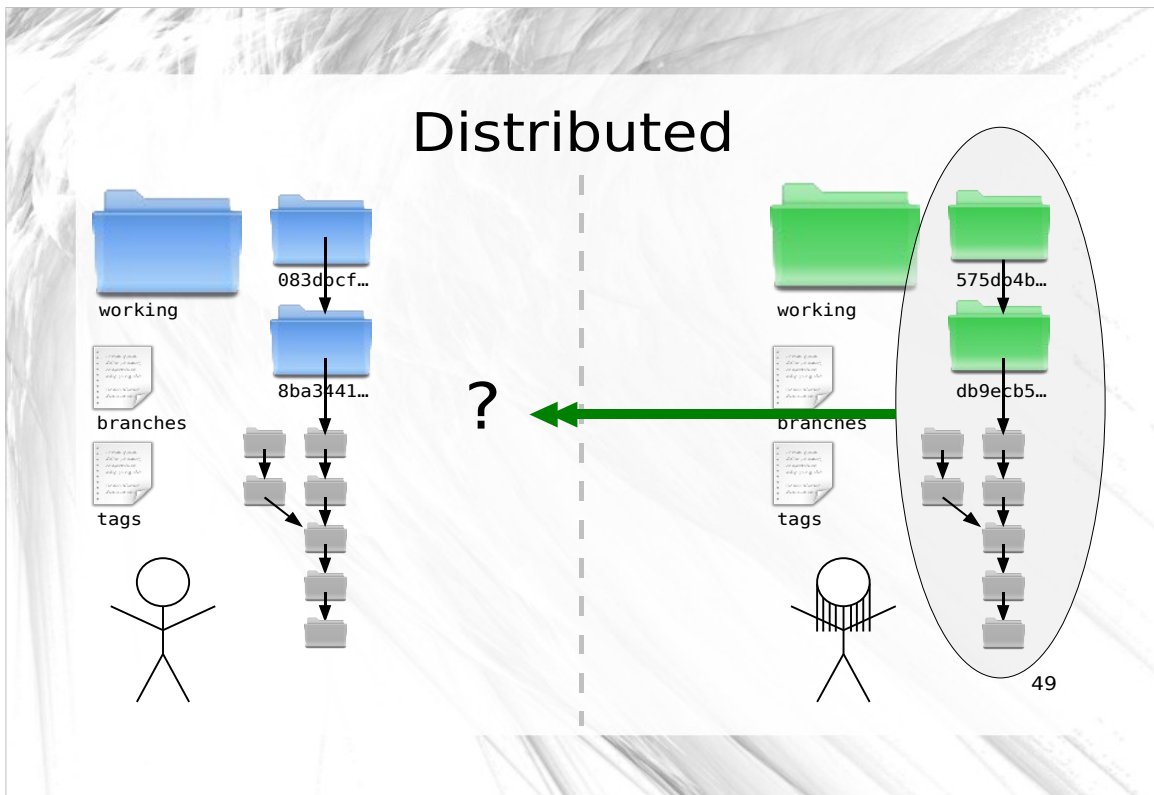 Distributed
083dbcf…
working
8ba3441…
branches
tags
?
575db4b…
working
db9ecb5…
branches
tags
49